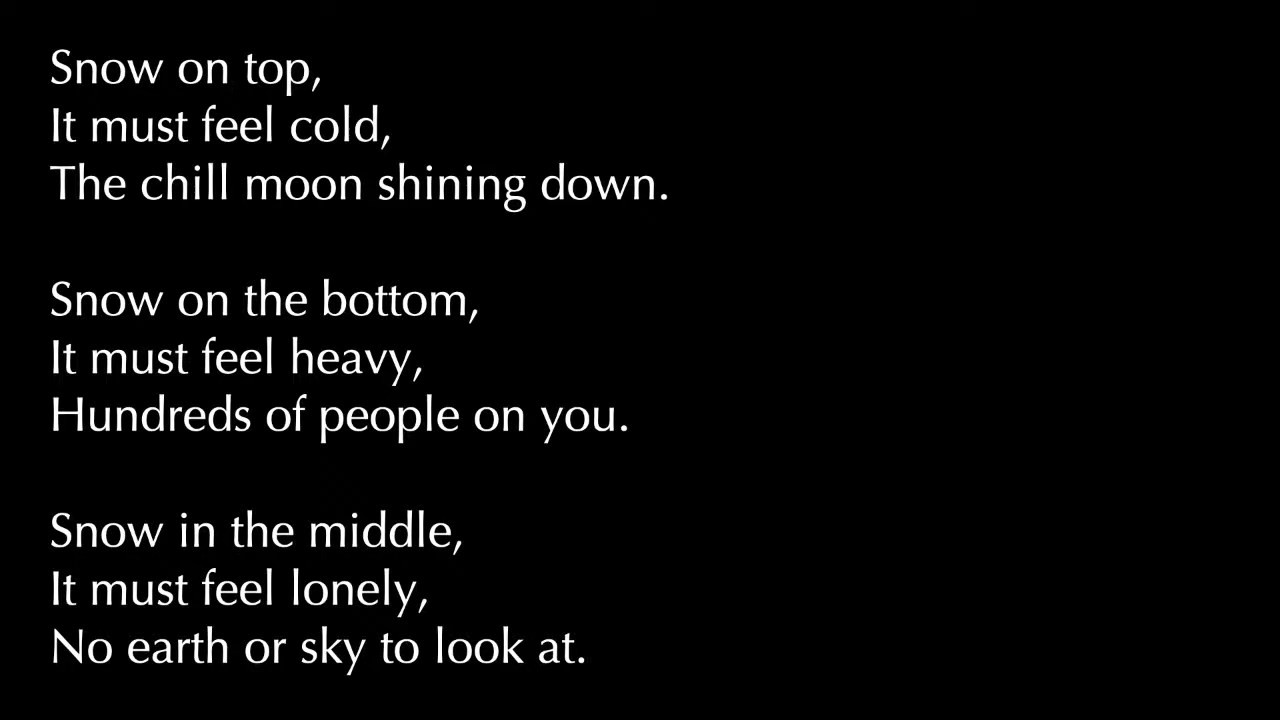 Snow on top,
It must feel cold,
The chill moon shining down.
Snow on the bottom,
It must feel heavy,
Hundreds of people on you.
Snow in the middle,
It must feel lonely,
No earth or sky to look at.